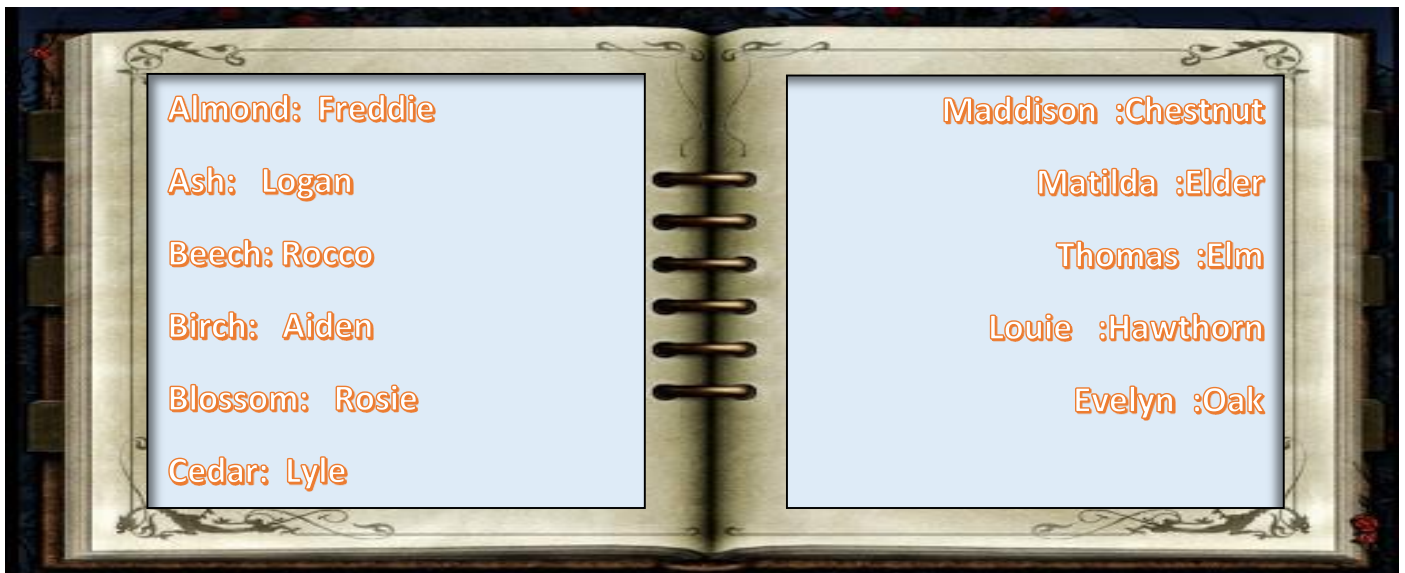 Almond: Freddie
Ash: Logan
Beech: Rocco
Birch: Aiden
Blossom: Rosie
Cedar: Lyle
Maddison :Chestnut
Matilda :Elder
Thomas :Elm
Louie :Hawthorn
Evelyn :Oak